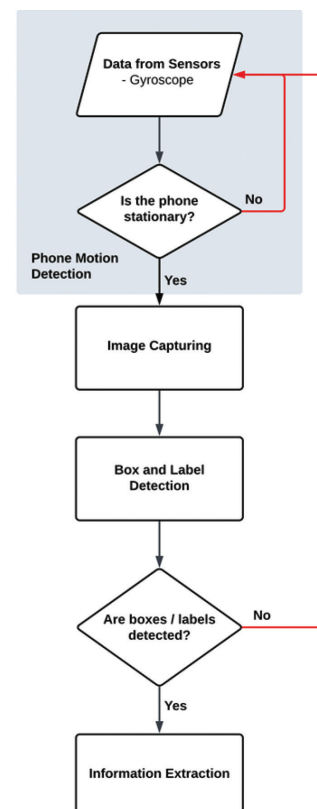 Data from Sensors
- Gyroscope
Is the phone
stationary?
No
Phone Motion
Detection
Yes
Image Capturing
Box and Label
Detection
Are boxes / labels
detected?
No
Yes
Information Extraction